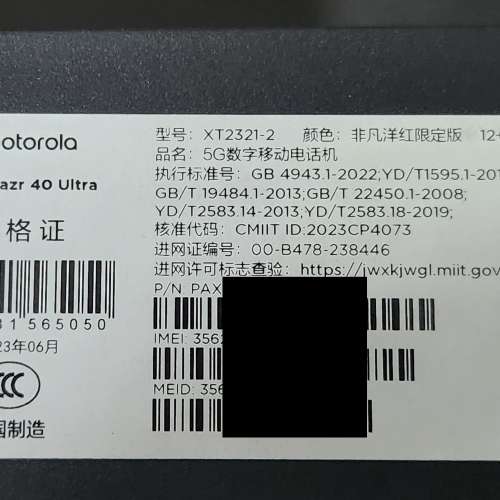 motorola
azr 40 Ultra
格证
31 565050
23年06月
CCC
国制造
型号: XT2321-2 颜色: 非凡洋红限定版 12+
品名: 5G数字移动电话机
执行标准号: GB 4943.1-2022;YD/T1595.1-201
GB/T 19484.1-2013;GB/T 22450.1-2008;
YD/T2583.14-2013;YD/T2583.18-2019;
核准代码: CMIIT ID:2023CP4073
进网证编号: 00-B478-238446
进网许可标志查验: https://jwxkjwgl.miit.gov
P/N: PAX
IMEI: 356
MEID: 356